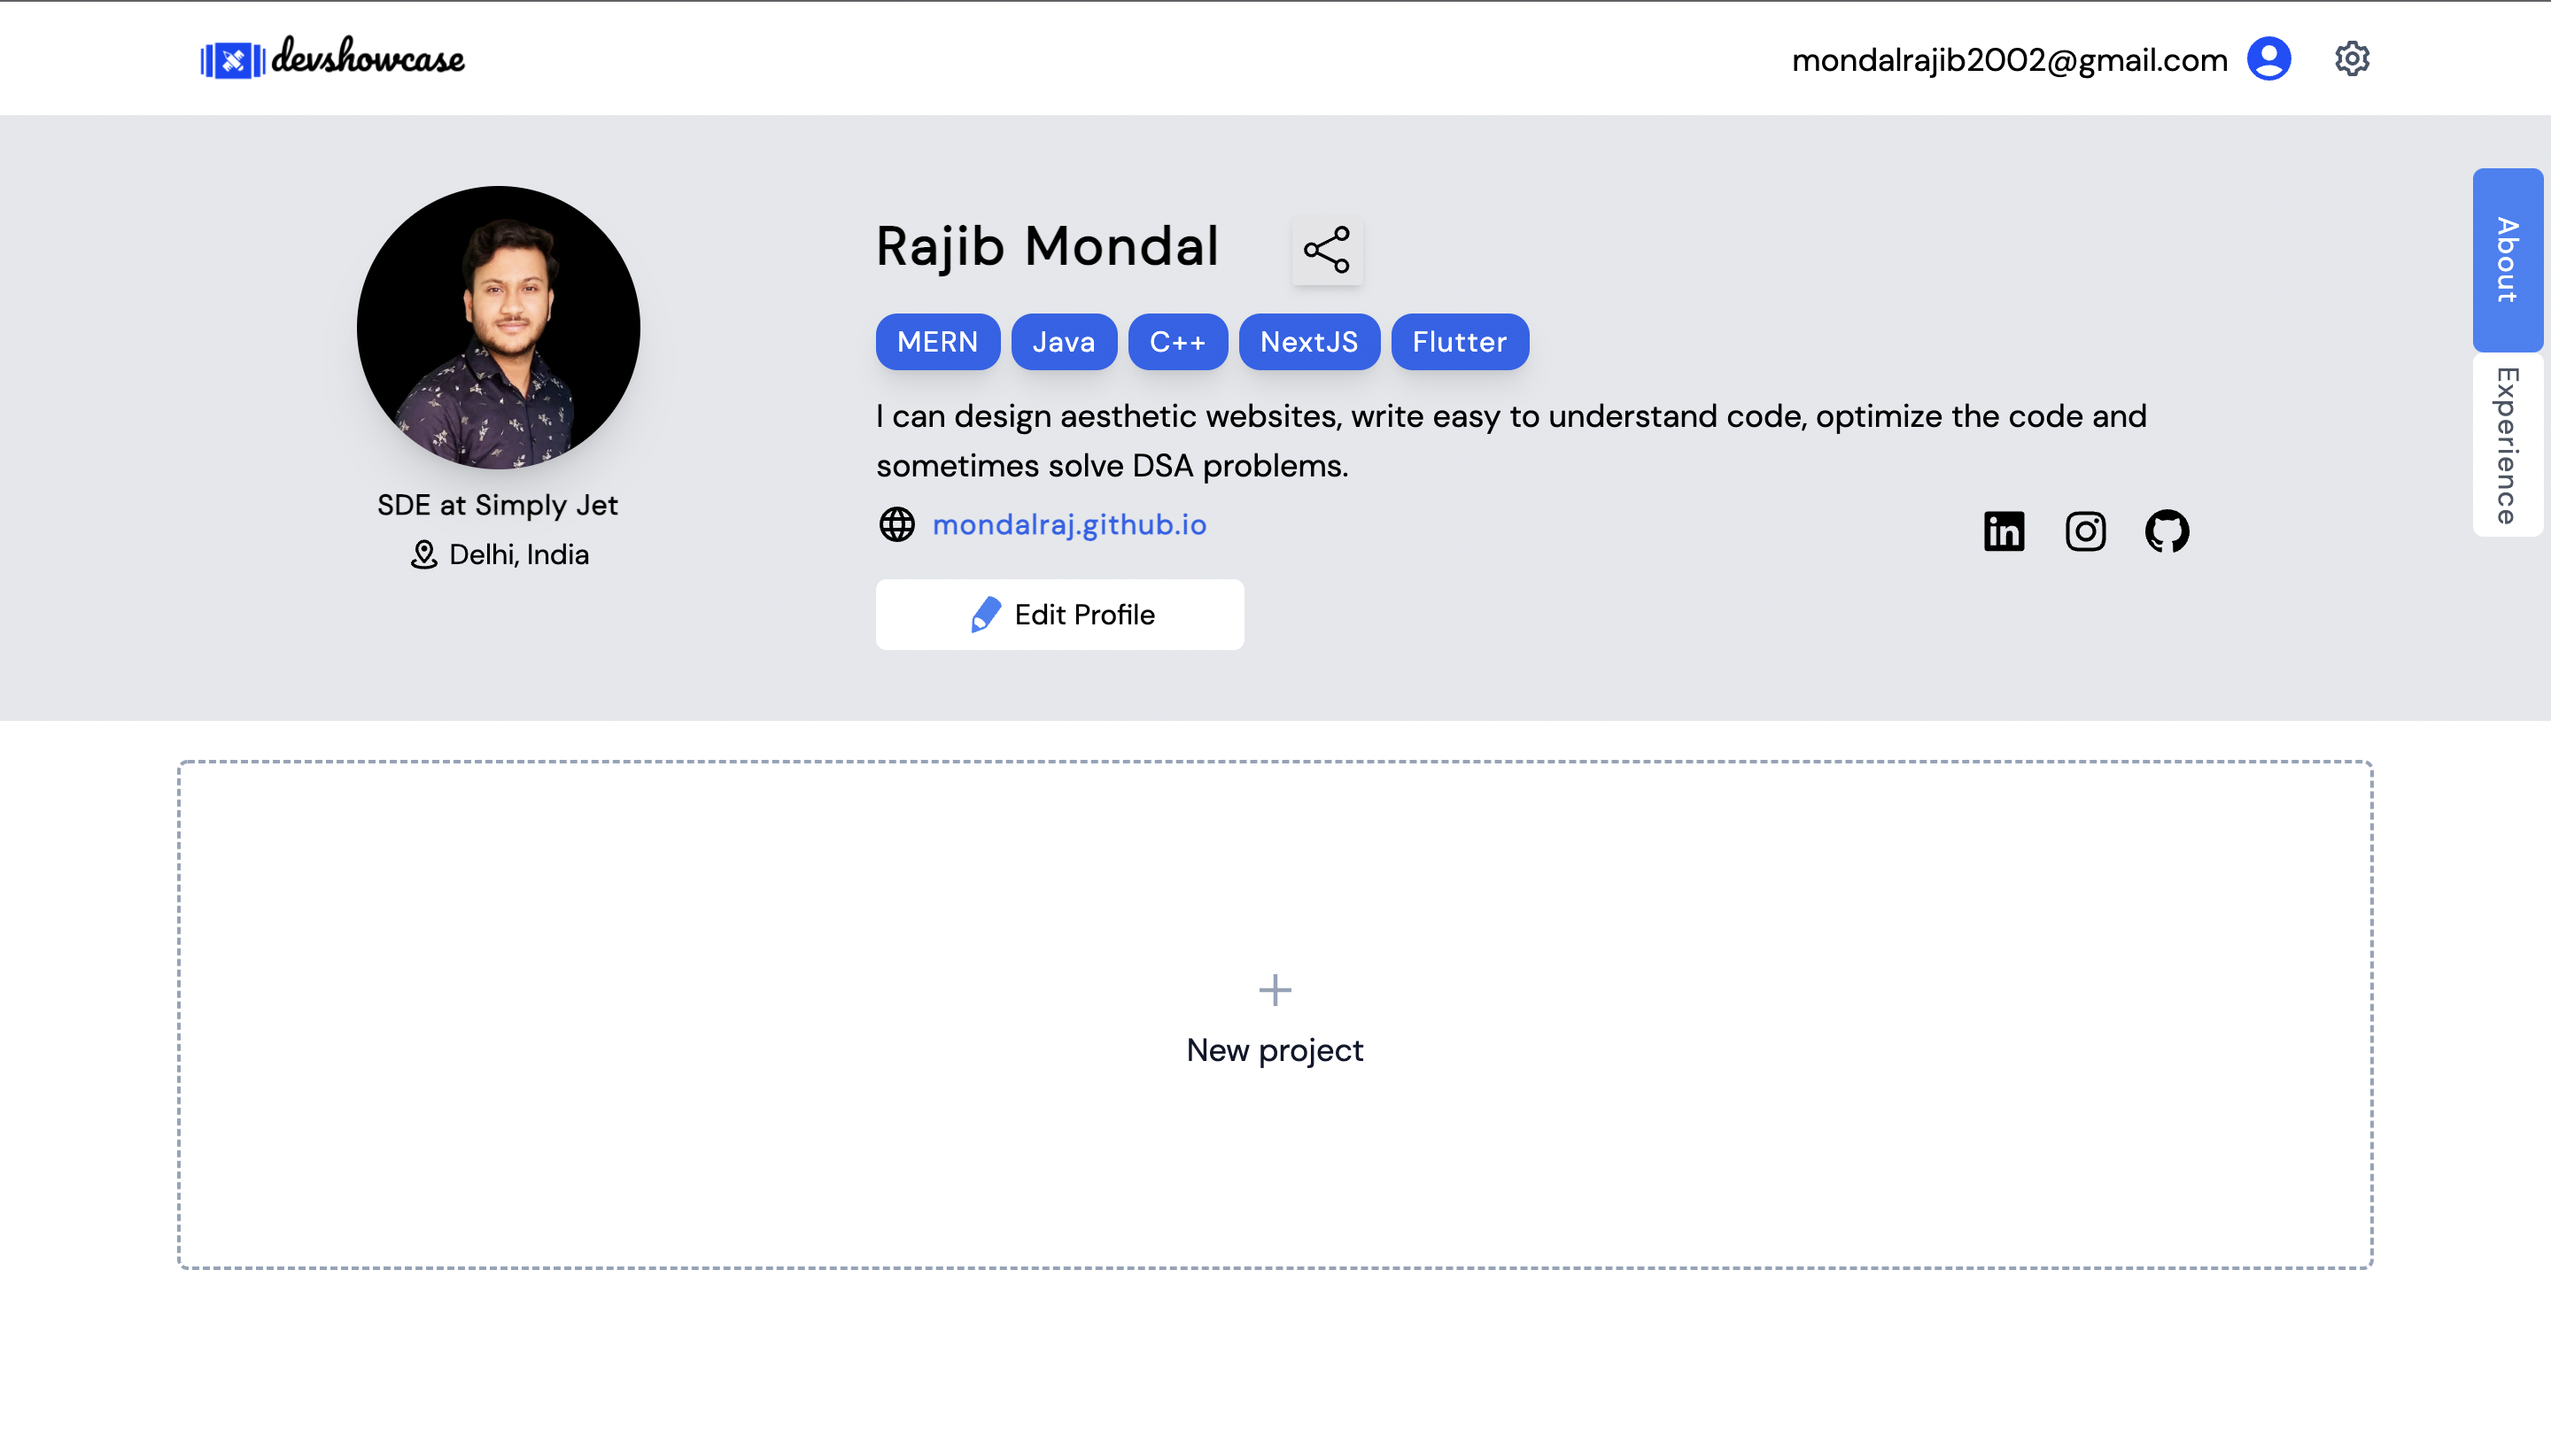 devshowcase
mondalrajib2002@gmail.com
Rajib Mondal
MERN Java C++ NextJS Flutter
I can design aesthetic websites, write easy to understand code, optimize the code and
sometimes solve DSA problems.
mondalraj.github.io
Edit Profile
SDE at Simply Jet
Delhi, India
About
Experience
New project